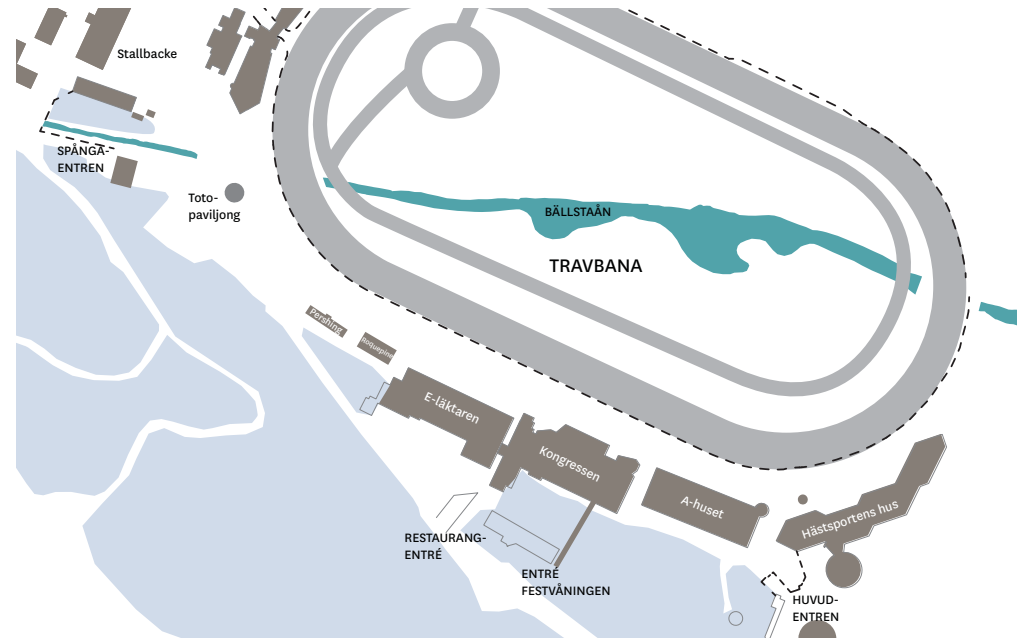 Stallbacke
SPÅNGA-
ENTREN
Toto-
paviljong
BÄLLSTAÅN
TRAVBANA
Pershing
Roquepine
E-läktaren
Kongressen
A-huset
Hästsportens hus
RESTAURANG-
ENTRÉ
ENTRÉ
FESTVÅNINGEN
HUVUD-
ENTREN